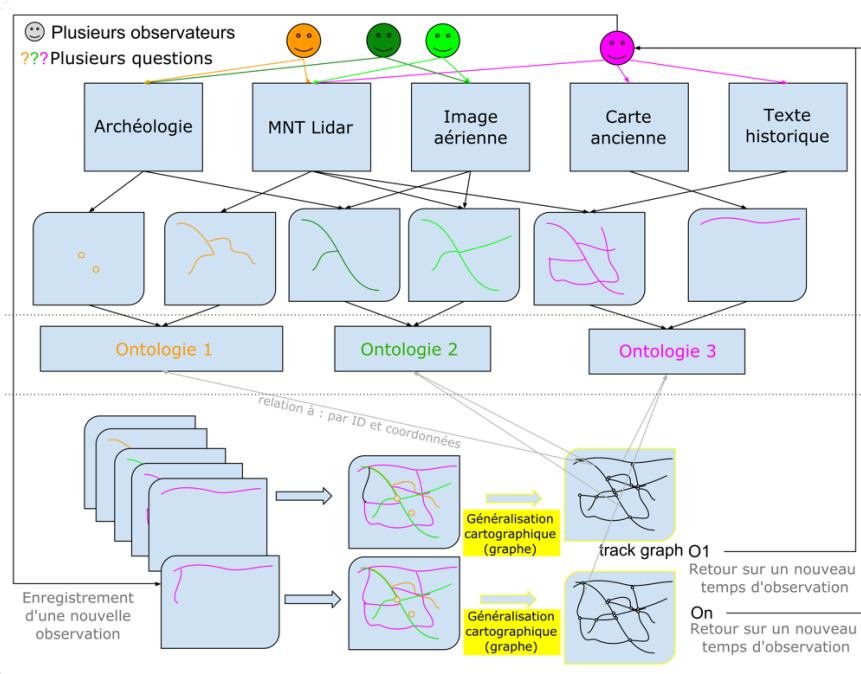 Plusieurs observateurs
???Plusieurs questions
Archéologie
MNT Lidar
Image
aérienne
Carte
ancienne
Texte
historique
Ontologie 1
Ontologie 2
Ontologie 3
relation à : par ID et coordonnées
Généralisation
cartographique
(graphe)
track graph O1
Retour sur un nouveau
temps d'observation
Enregistrement
d'une nouvelle
observation
Généralisation
cartographique
(graphe)
On
Retour sur un nouveau
temps d'observation